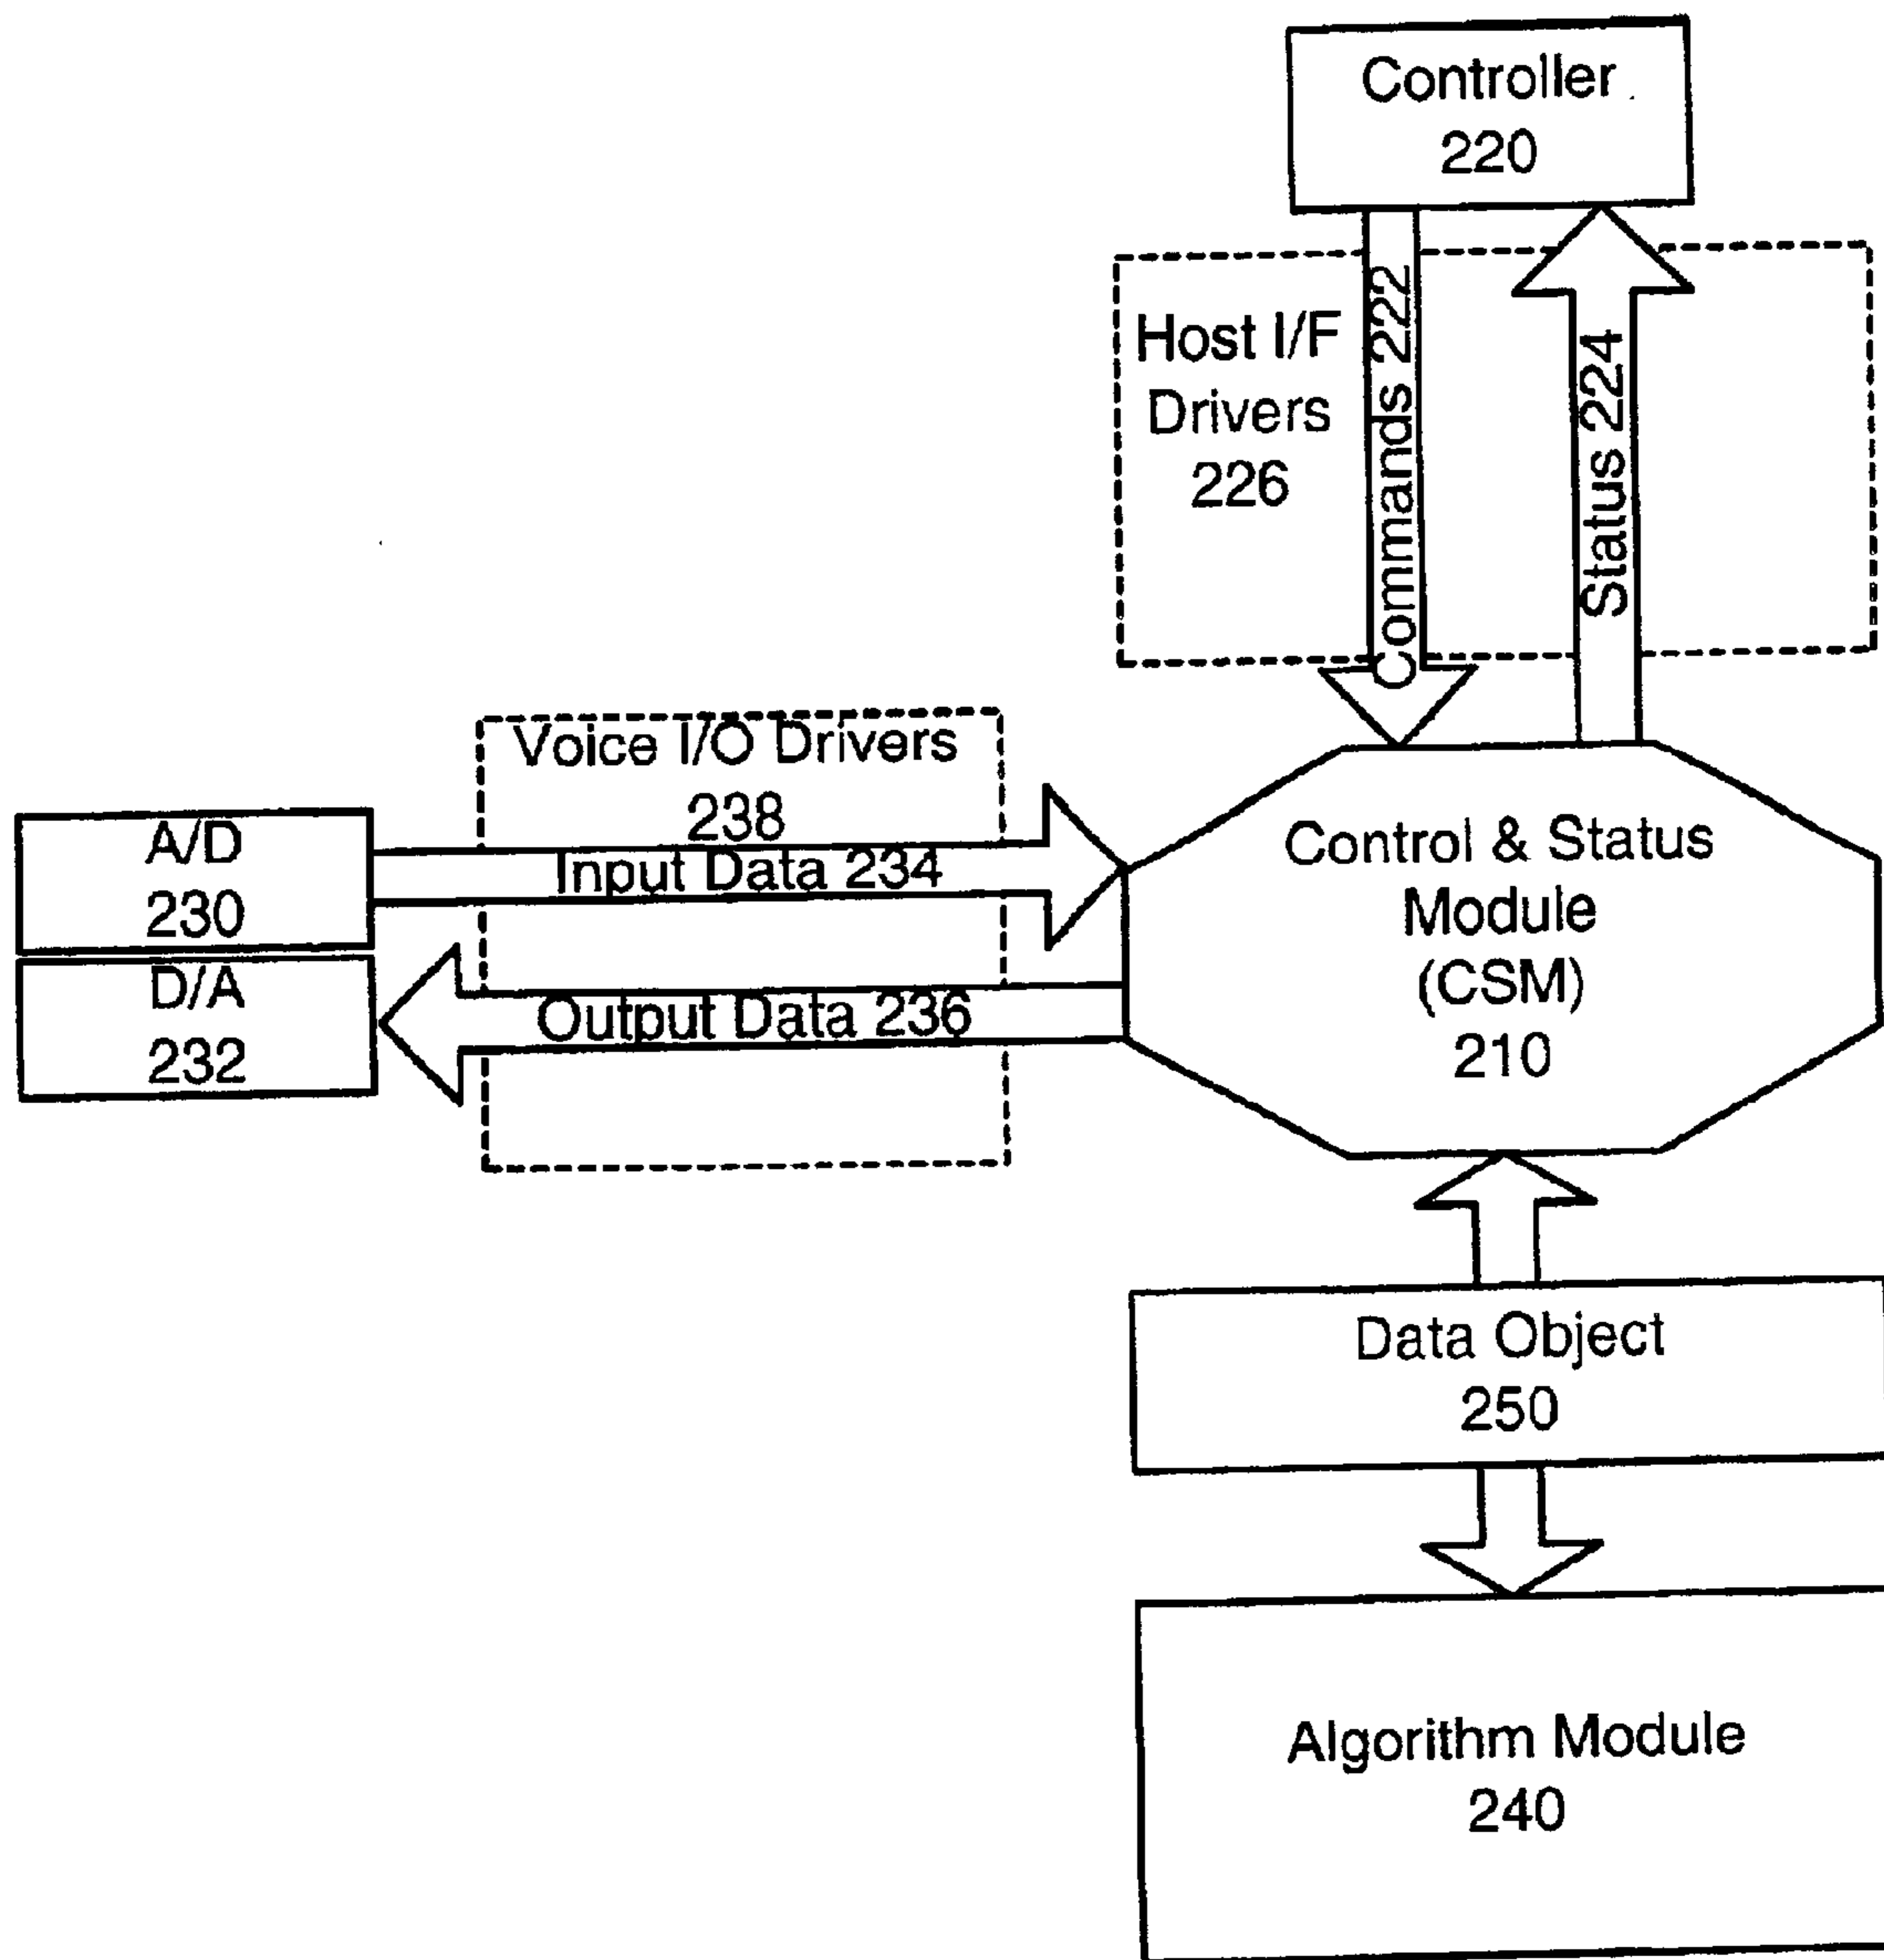 Controller
220
Host I/F
Drivers
226
Commands 222
Status 224
Voice I/O Drivers
238
A/D
230
Input Data 234
D/A
232
Output Data 236
Control & Status
Module
(CSM)
210
Data Object
250
Algorithm Module
240